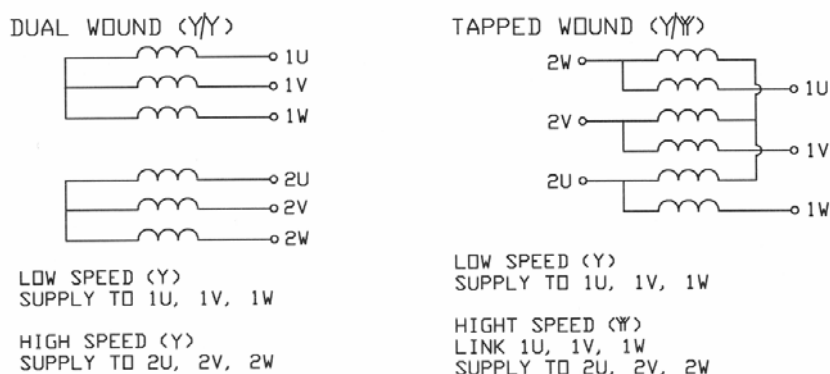 DUAL WOUND (Y/Y)
1U
1V
1W
2U
2V
2W
LOW SPEED (Y)
SUPPLY TO 1U, 1V, 1W
HIGH SPEED (Y)
SUPPLY TO 2U, 2V, 2W
TAPPED WOUND (Y/YY)
2W
1U
2V
1V
2U
1W
LOW SPEED (Y)
SUPPLY TO 1U, 1V, 1W
HIGHT SPEED (YY)
LINK 1U, 1V, 1W
SUPPLY TO 2U, 2V, 2W